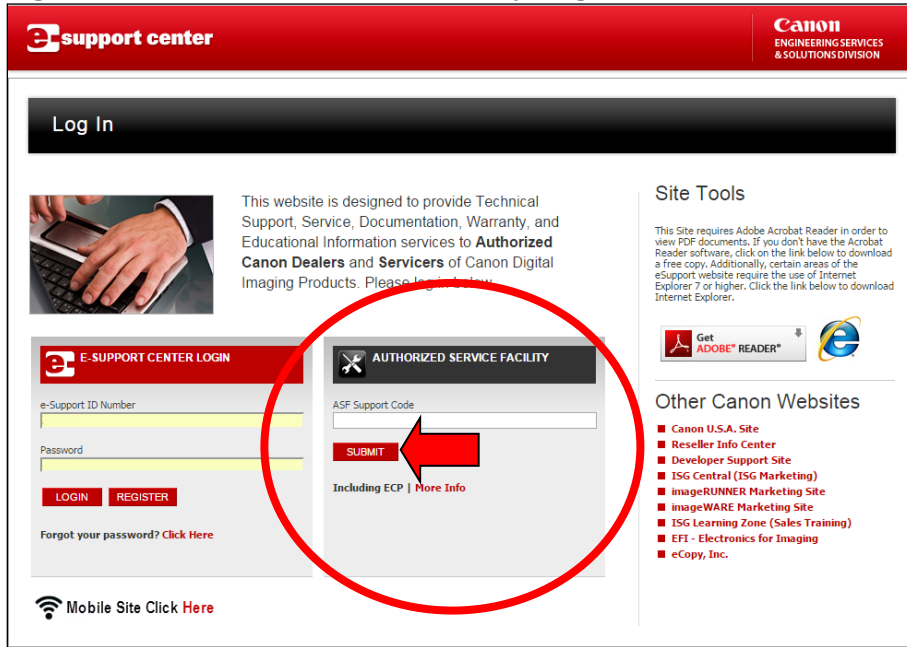 e-support center
Canon
ENGINEERING SERVICES
& SOLUTIONS DIVISION
Log In
This website is designed to provide Technical
Support, Service, Documentation, Warranty, and
Educational Information services to Authorized
Canon Dealers and Servicers of Canon Digital
Imaging Products. Please log in below.
E-SUPPORT CENTER LOGIN
e-Support ID Number
Password
LOGIN REGISTER
Forgot your password? Click Here
AUTHORIZED SERVICE FACILITY
ASF Support Code
SUBMIT
Including ECP | More Info
Mobile Site Click Here
Site Tools
This Site requires Adobe Acrobat Reader in order to
view PDF documents. If you don't have the Acrobat
Reader software, click on the link below to download
a free copy. Additionally, certain areas of the
eSupport website require the use of Internet
Explorer 7 or higher. Click the link below to download
Internet Explorer.
Get
ADOBE® READER®
Other Canon Websites
Canon U.S.A. Site
Reseller Info Center
Developer Support Site
ISG Central (ISG Marketing)
imageRUNNER Marketing Site
imageWARE Marketing Site
ISG Learning Zone (Sales Training)
EFI - Electronics for Imaging
eCopy, Inc.